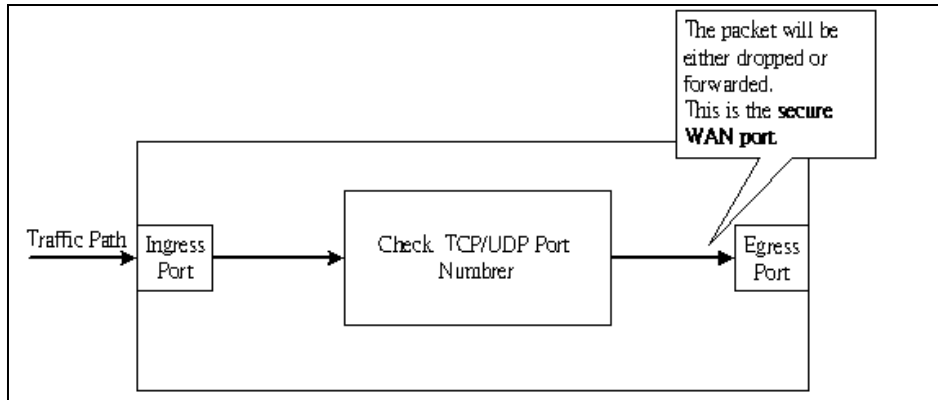 The packet will be
either dropped or
forwarded.
This is the secure
WAN port.
Traffic Path
Ingress
Port
Check TCP/UDP Port
Numbrer
Egress
Port